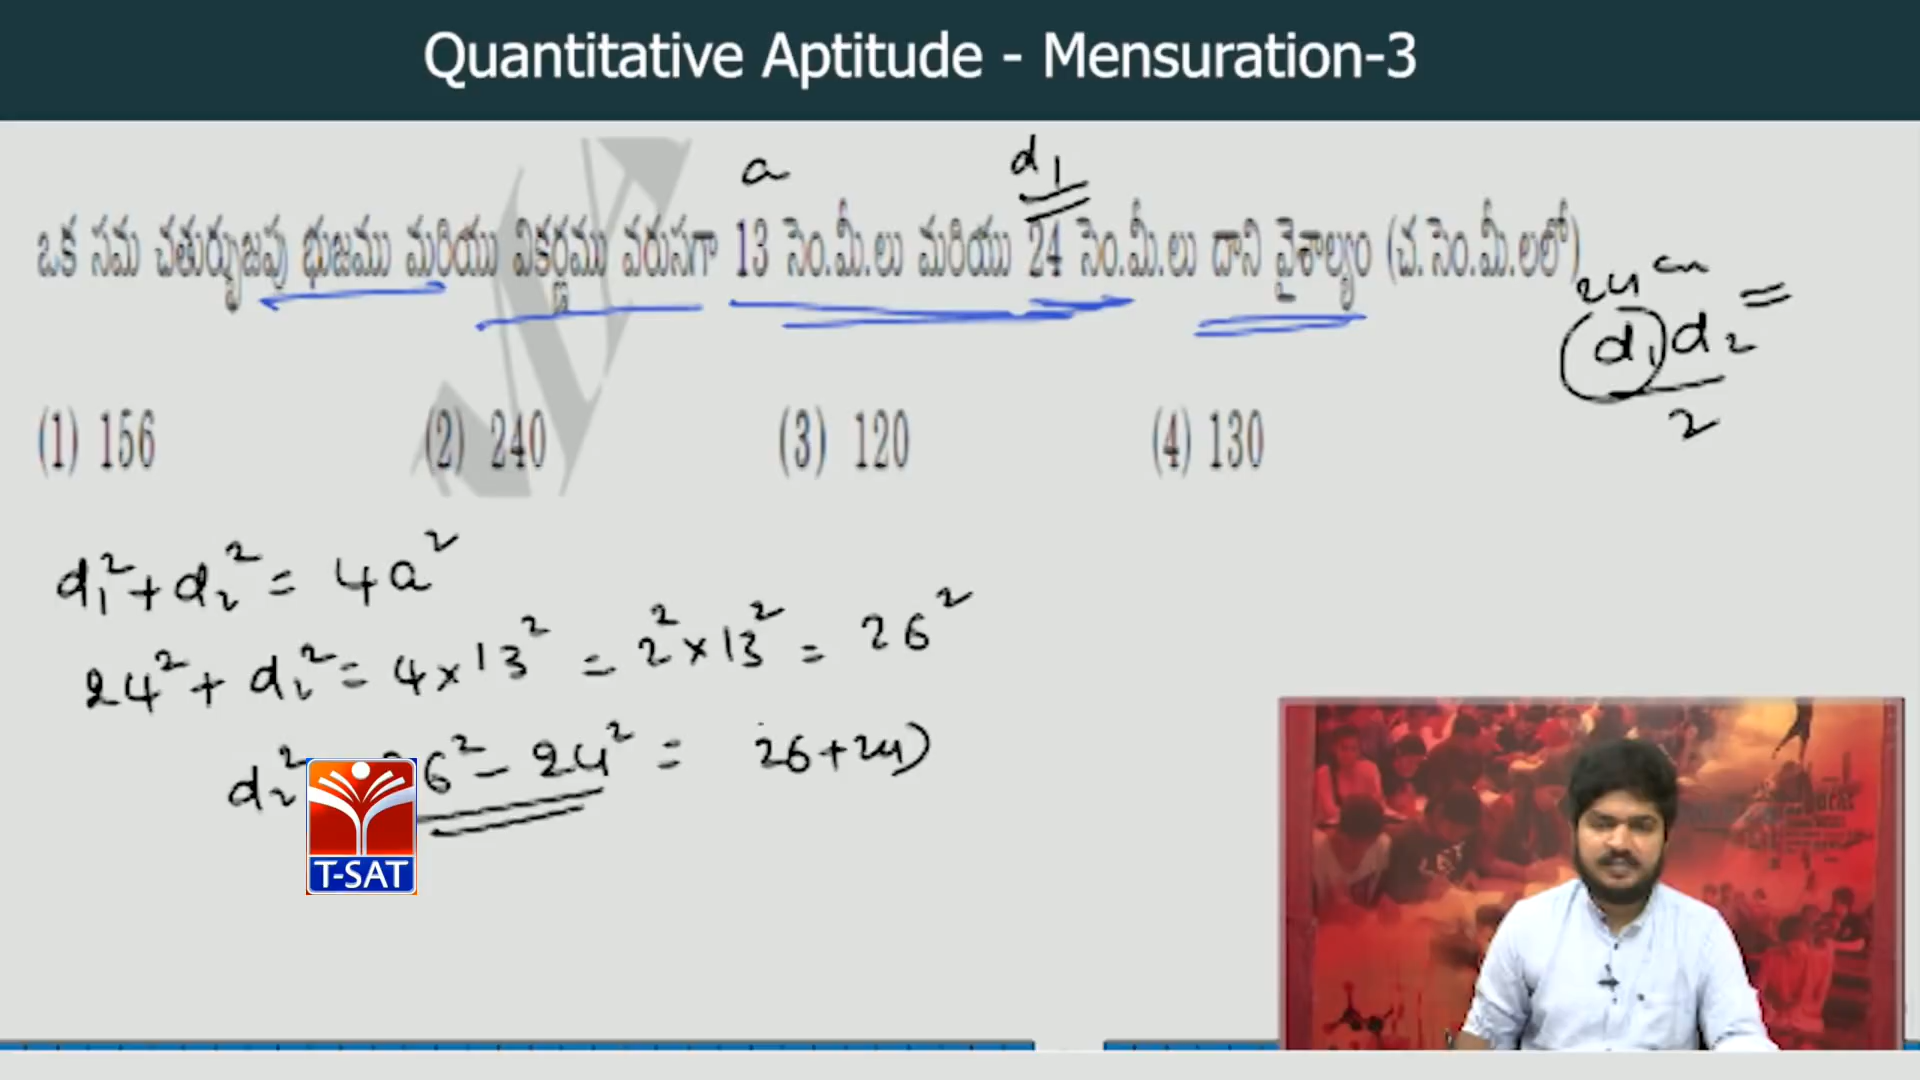 Quantitative Aptitude - Mensuration-3
a
d₁
ఒక సమ చతుర్భుజపు భుజము మరియు వికర్ణము వరుసగా 13 సెం.మీ.లు మరియు 24 సెం.మీ.లు దాని వైశాల్యం (చ.సెం.మీ.లలో)
24 cm
d₁d₂ =
2
(1) 156 (2) 240 (3) 120 (4) 130
d₁² + d₂² = 4a²
24² + d₂² = 4 × 13² = 2² × 13² = 26²
d₂² 6² - 24² = 26+24)
T-SAT